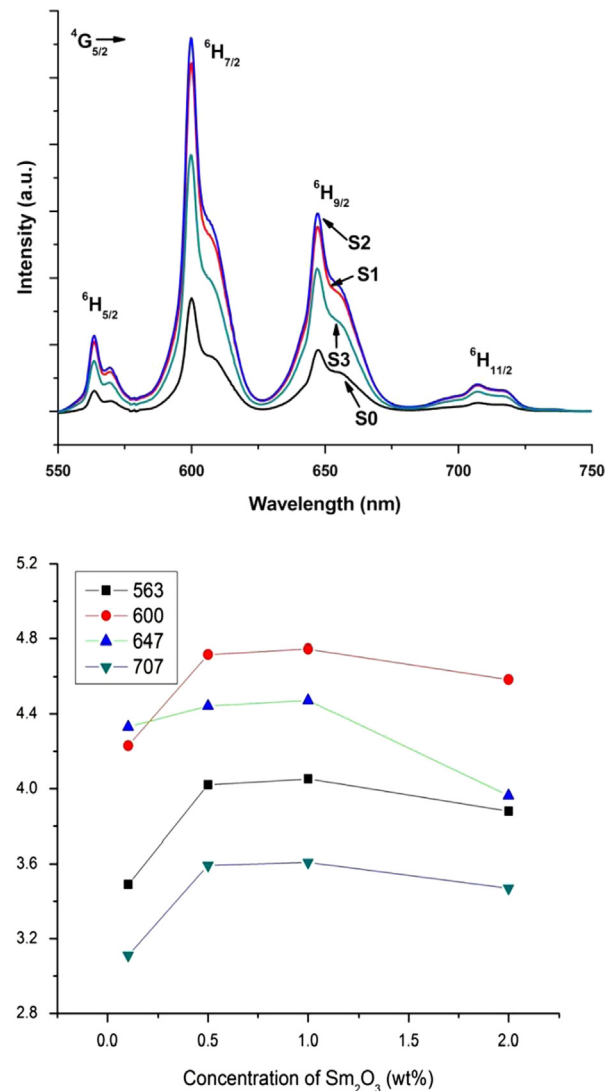 ⁴G₅/₂ →
⁶H₇/₂
⁶H₉/₂
S2
S1
⁶H₅/₂
S3
⁶H₁₁/₂
S0
Intensity (a.u.)
550 600 650 700 750
Wavelength (nm)
5.2
4.8
4.4
4.0
3.6
3.2
2.8
563
600
647
707
0.0 0.5 1.0 1.5 2.0
Concentration of Sm₂O₃ (wt%)